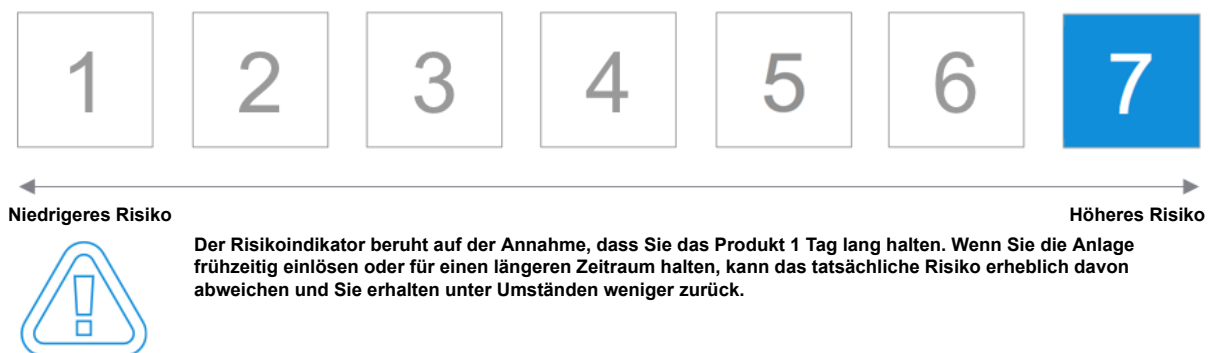 1 2 3 4 5 6 7
Niedrigeres Risiko Höheres Risiko
Der Risikoindikator beruht auf der Annahme, dass Sie das Produkt 1 Tag lang halten. Wenn Sie die Anlage
frühzeitig einlösen oder für einen längeren Zeitraum halten, kann das tatsächliche Risiko erheblich davon
abweichen und Sie erhalten unter Umständen weniger zurück.